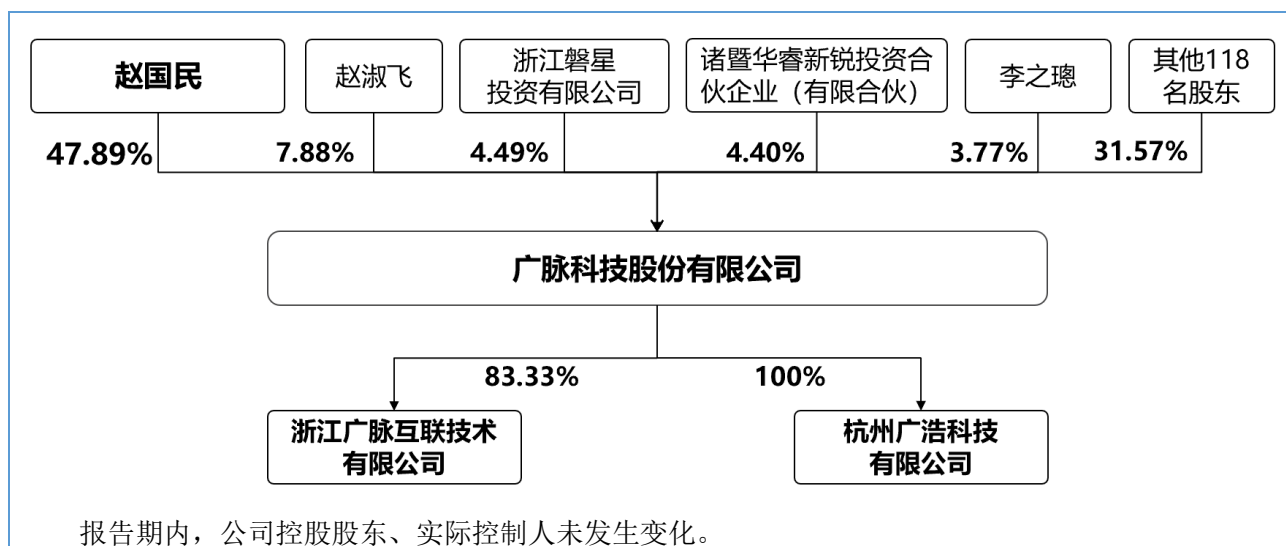 赵国民
赵淑飞
浙江磐星
投资有限公司
诸暨华睿新锐投资合
伙企业（有限合伙）
李之璁
其他118
名股东
47.89%
7.88%
4.49%
4.40%
3.77%
31.57%
广脉科技股份有限公司
83.33%
100%
浙江广脉互联技术
有限公司
杭州广浩科技
有限公司
报告期内，公司控股股东、实际控制人未发生变化。